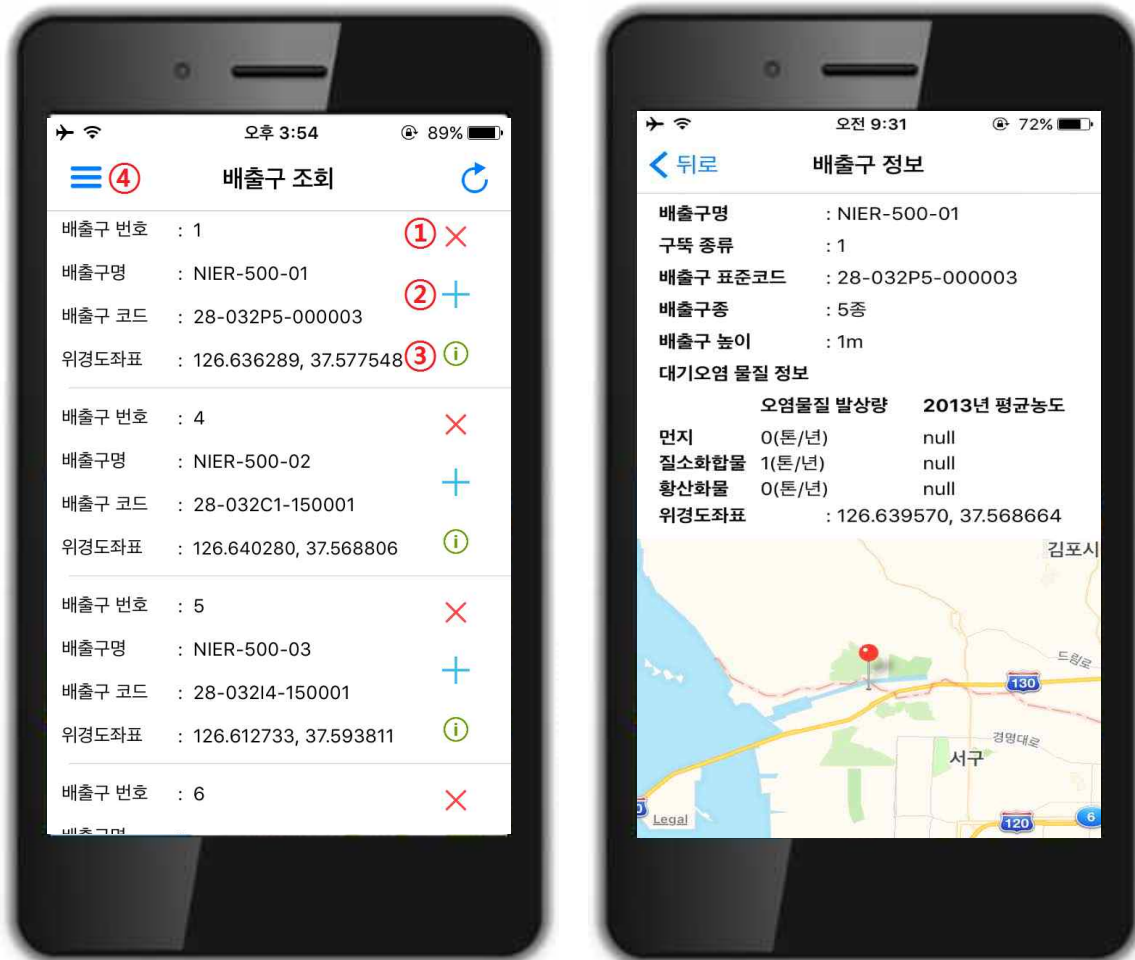 오후 3:54
89%
④
배출구 조회
배출구 번호 : 1
①
배출구명 : NIER-500-01
②
배출구 코드 : 28-032P5-000003
위경도좌표 : 126.636289, 37.577548
③
배출구 번호 : 4
배출구명 : NIER-500-02
배출구 코드 : 28-032C1-150001
위경도좌표 : 126.640280, 37.568806
배출구 번호 : 5
배출구명 : NIER-500-03
배출구 코드 : 28-032I4-150001
위경도좌표 : 126.612733, 37.593811
배출구 번호 : 6
배출구명
오전 9:31
72%
뒤로
배출구 정보
배출구명 : NIER-500-01
구뚝 종류 : 1
배출구 표준코드 : 28-032P5-000003
배출구종 : 5종
배출구 높이 : 1m
대기오염 물질 정보
오염물질 발상량 2013년 평균농도
먼지 0(톤/년) null
질소화합물 1(톤/년) null
황산화물 0(톤/년) null
위경도좌표 : 126.639570, 37.568664
김포시
드림로
130
경명대로
서구
Legal
120
6